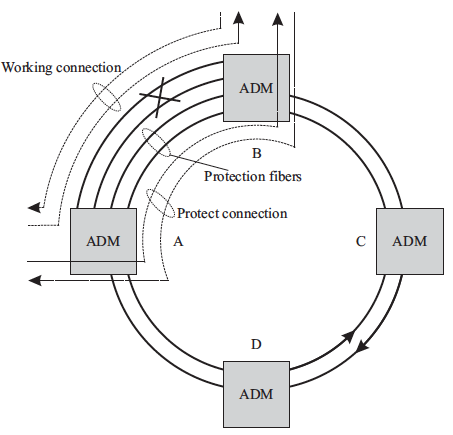 Working connection
ADM
B
Protection fibers
Protect connection
ADM
A
C
ADM
D
ADM